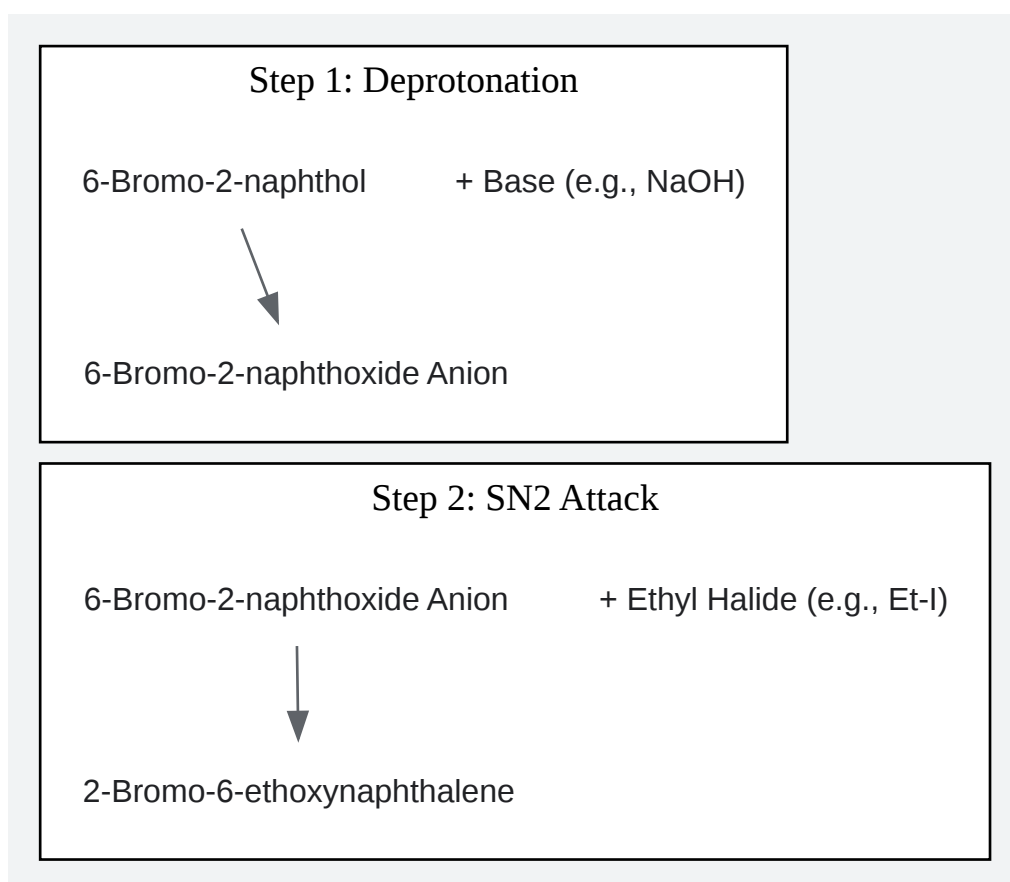 Step 1: Deprotonation
6-Bromo-2-naphthol + Base (e.g., NaOH)
6-Bromo-2-naphthoxide Anion
Step 2: SN2 Attack
6-Bromo-2-naphthoxide Anion + Ethyl Halide (e.g., Et-I)
2-Bromo-6-ethoxynaphthalene